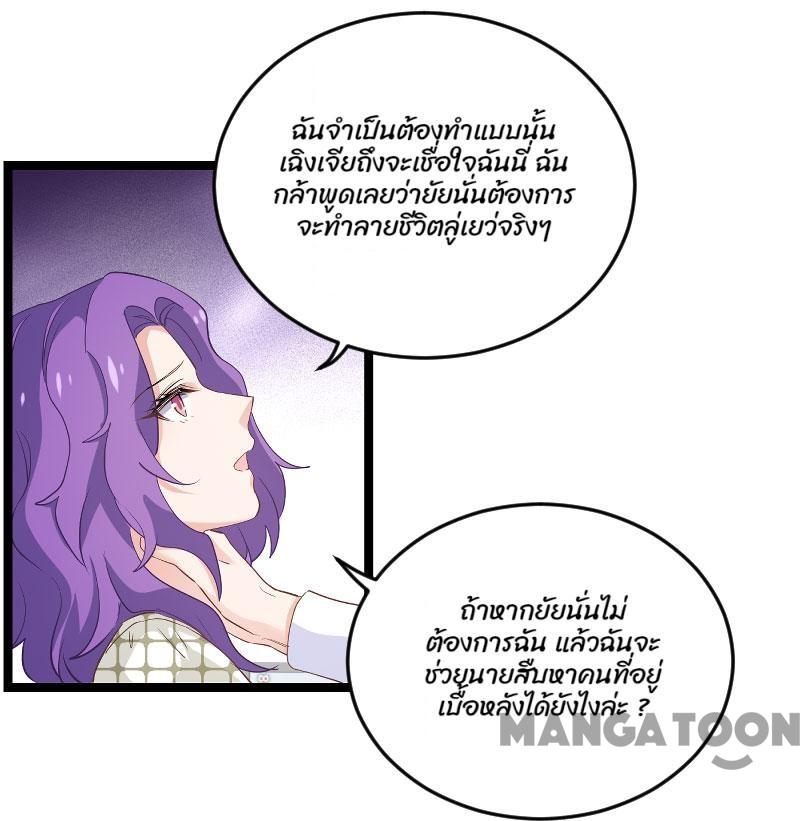 ฉันจำเป็นต้องทำแบบนั้น
เฉิงเจียถึงจะเชื่อใจฉันนี่ ฉัน
กล้าพูดเลยว่ายัยนั่นต้องการ
จะทำลายชีวิตลู่เยว่จริงๆ
ถ้าหากยัยนั่นไม่
ต้องการฉัน แล้วฉันจะ
ช่วยนายสืบหาคนที่อยู่
เบื้อหลังได้ยังไงล่ะ ?
MANGATOON